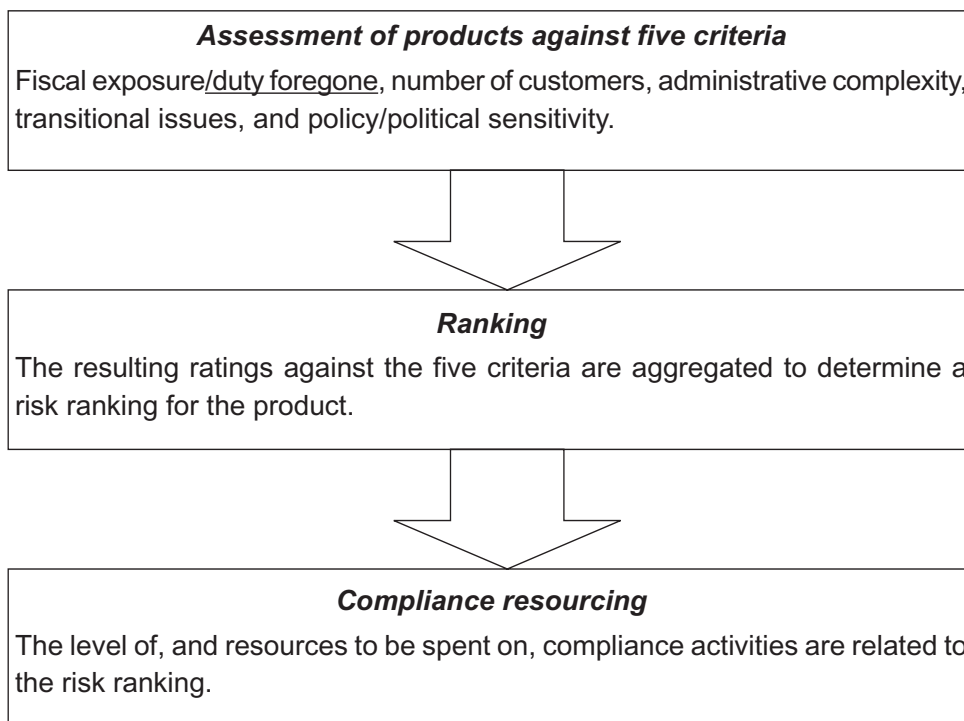 Assessment of products against five criteria
Fiscal exposure/duty foregone, number of customers, administrative complexity,
transitional issues, and policy/political sensitivity.
Ranking
The resulting ratings against the five criteria are aggregated to determine a
risk ranking for the product.
Compliance resourcing
The level of, and resources to be spent on, compliance activities are related to
the risk ranking.